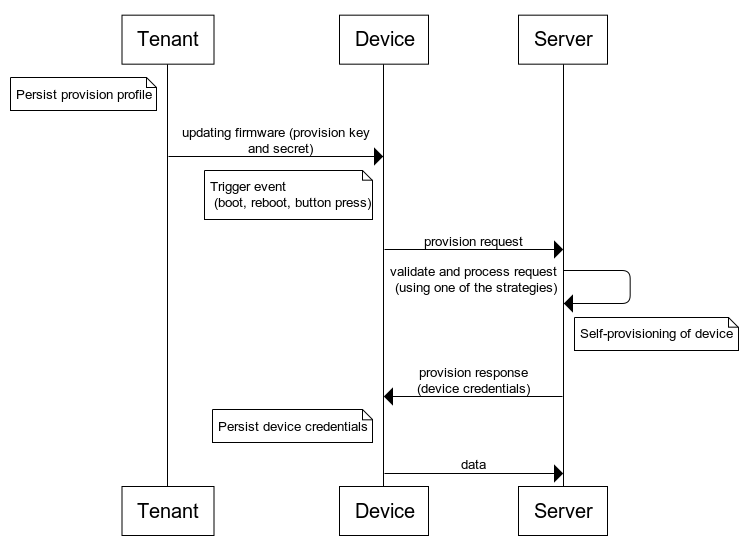 Tenant
Device
Server
Persist provision profile
updating firmware (provision key
and secret)
Trigger event
(boot, reboot, button press)
provision request
validate and process request
(using one of the strategies)
Self-provisioning of device
provision response
(device credentials)
Persist device credentials
data
Tenant
Device
Server